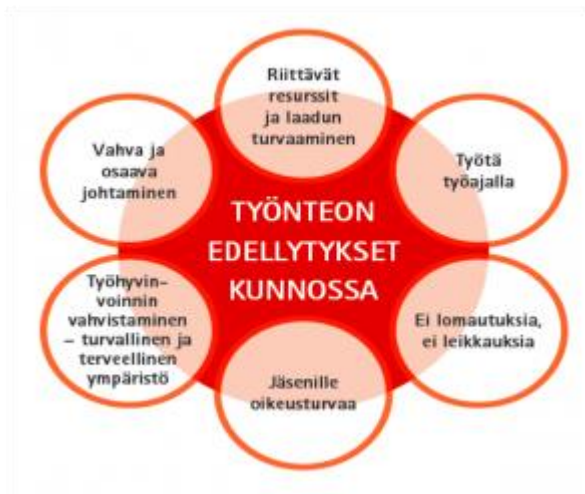 Riittävät
resurssit
ja laadun
turvaaminen
Vahva ja
osaava
johtaminen
Työtä
työajalla
TYÖNTEON
EDELLYTYKSET
KUNNOSSA
Työhyvin-
voinnin
vahvistaminen
– turvallinen ja
terveellinen
ympäristö
Ei lomautuksia,
ei leikkauksia
Jäsenille
oikeusturvaa